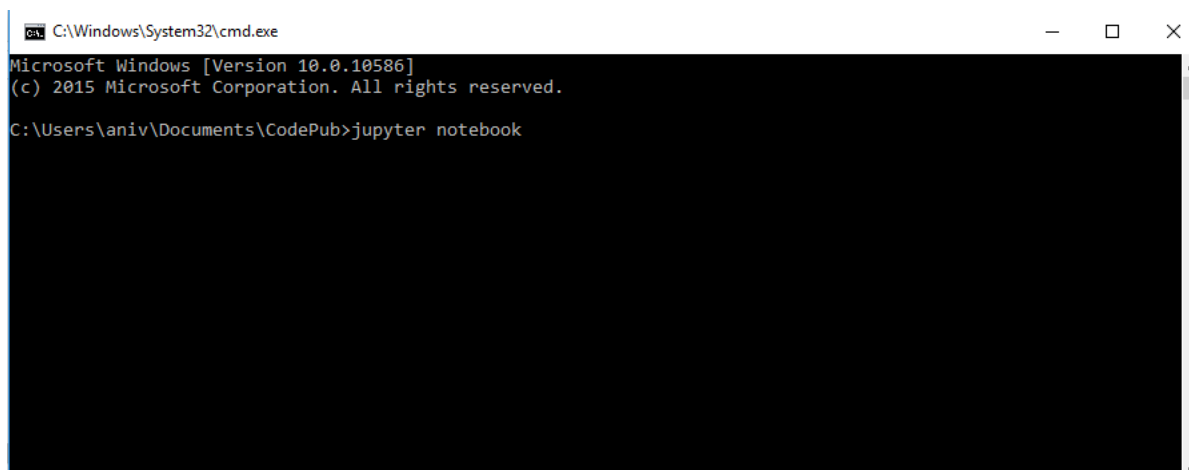 C:\Windows\System32\cmd.exe
Microsoft Windows [Version 10.0.10586]
(c) 2015 Microsoft Corporation. All rights reserved.
C:\Users\aniv\Documents\CodePub>jupyter notebook